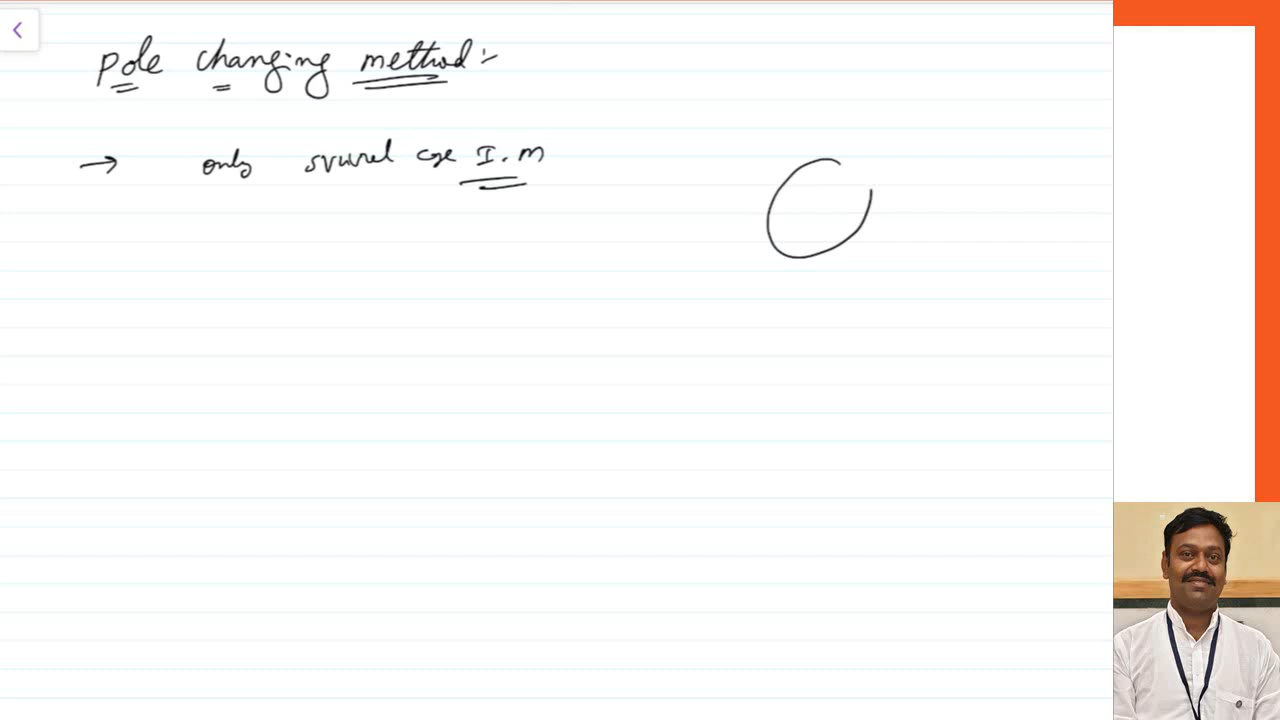 pole changing method :-
→ only squirrel cage I.M